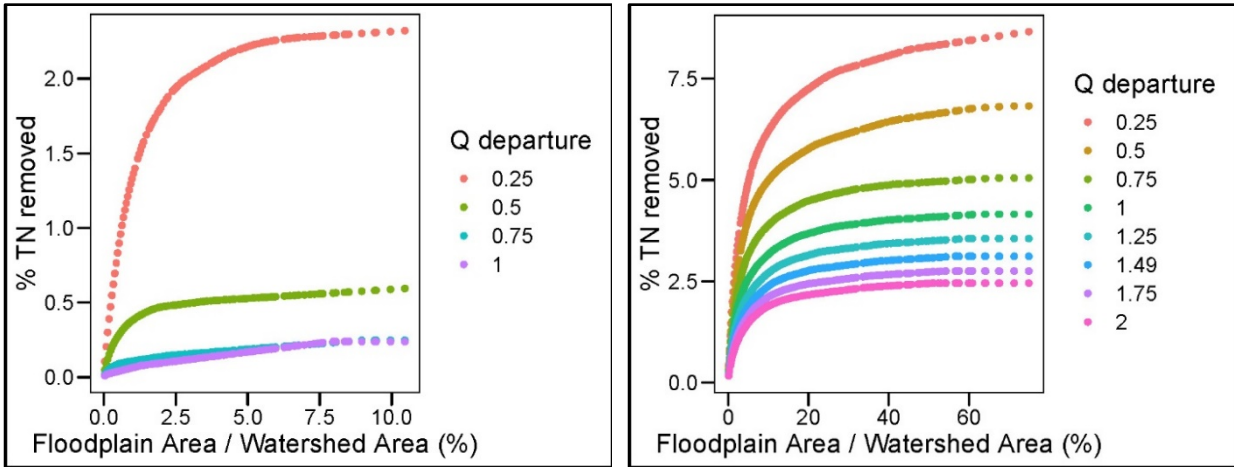 % TN removed
2.0
1.5
1.0
0.5
0.0
0.0 2.5 5.0 7.5 10.0
Floodplain Area / Watershed Area (%)
Q departure
0.25
0.5
0.75
1
% TN removed
7.5
5.0
2.5
0.0
0 20 40 60
Floodplain Area / Watershed Area (%)
Q departure
0.25
0.5
0.75
1
1.25
1.49
1.75
2